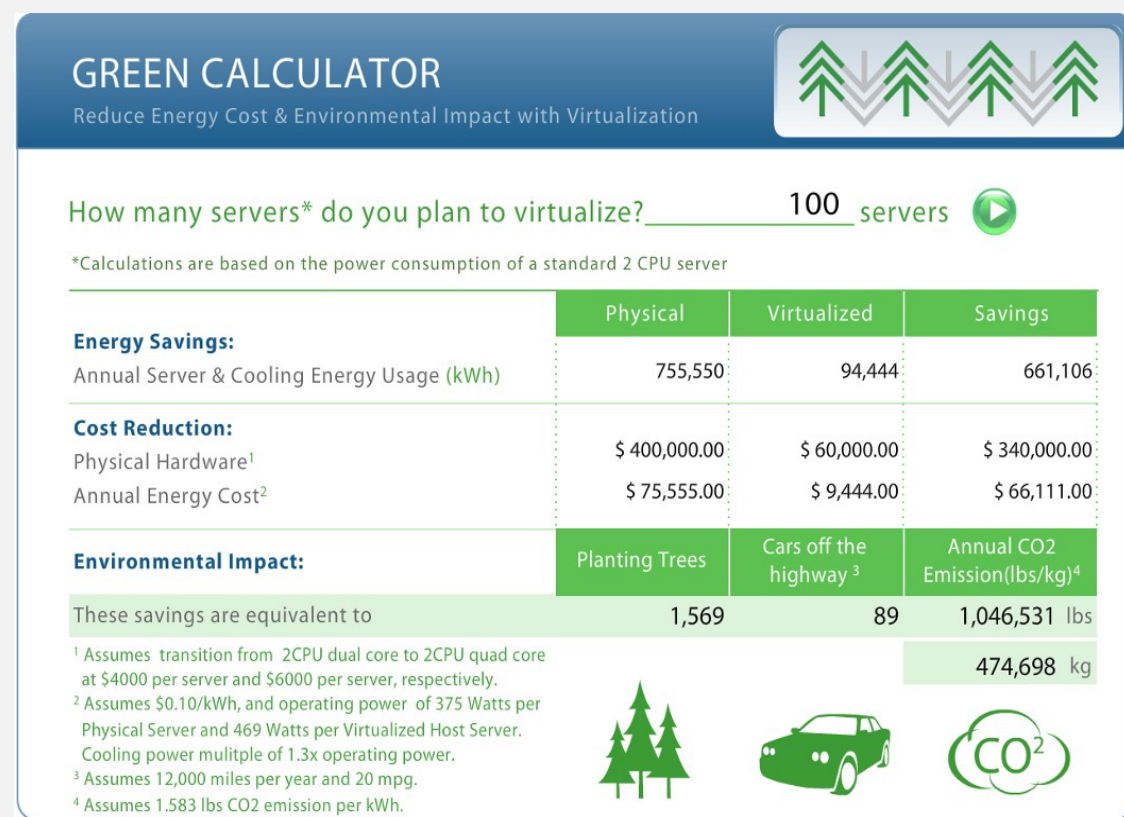 GREEN CALCULATOR
Reduce Energy Cost & Environmental Impact with Virtualization
How many servers* do you plan to virtualize? 100 servers
*Calculations are based on the power consumption of a standard 2 CPU server
Physical Virtualized Savings
Energy Savings:
Annual Server & Cooling Energy Usage (kWh) 755,550 94,444 661,106
Cost Reduction:
Physical Hardware¹ $ 400,000.00 $ 60,000.00 $ 340,000.00
Annual Energy Cost² $ 75,555.00 $ 9,444.00 $ 66,111.00
Environmental Impact: Planting Trees Cars off the highway ³ Annual CO2 Emission(lbs/kg)⁴
These savings are equivalent to 1,569 89 1,046,531 lbs
474,698 kg
¹ Assumes transition from 2CPU dual core to 2CPU quad core
at $4000 per server and $6000 per server, respectively.
² Assumes $0.10/kWh, and operating power of 375 Watts per
Physical Server and 469 Watts per Virtualized Host Server.
Cooling power mulitple of 1.3x operating power.
³ Assumes 12,000 miles per year and 20 mpg.
⁴ Assumes 1.583 lbs CO2 emission per kWh.
CO²